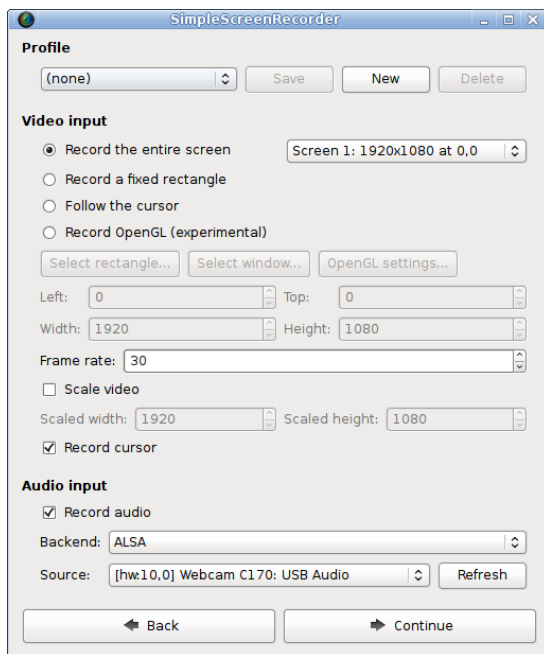 SimpleScreenRecorder
Profile
(none) Save New Delete
Video input
Record the entire screen Screen 1: 1920x1080 at 0,0
Record a fixed rectangle
Follow the cursor
Record OpenGL (experimental)
Select rectangle... Select window... OpenGL settings...
Left: 0 Top: 0
Width: 1920 Height: 1080
Frame rate: 30
Scale video
Scaled width: 1920 Scaled height: 1080
Record cursor
Audio input
Record audio
Backend: ALSA
Source: [hw:10,0] Webcam C170: USB Audio Refresh
Back Continue